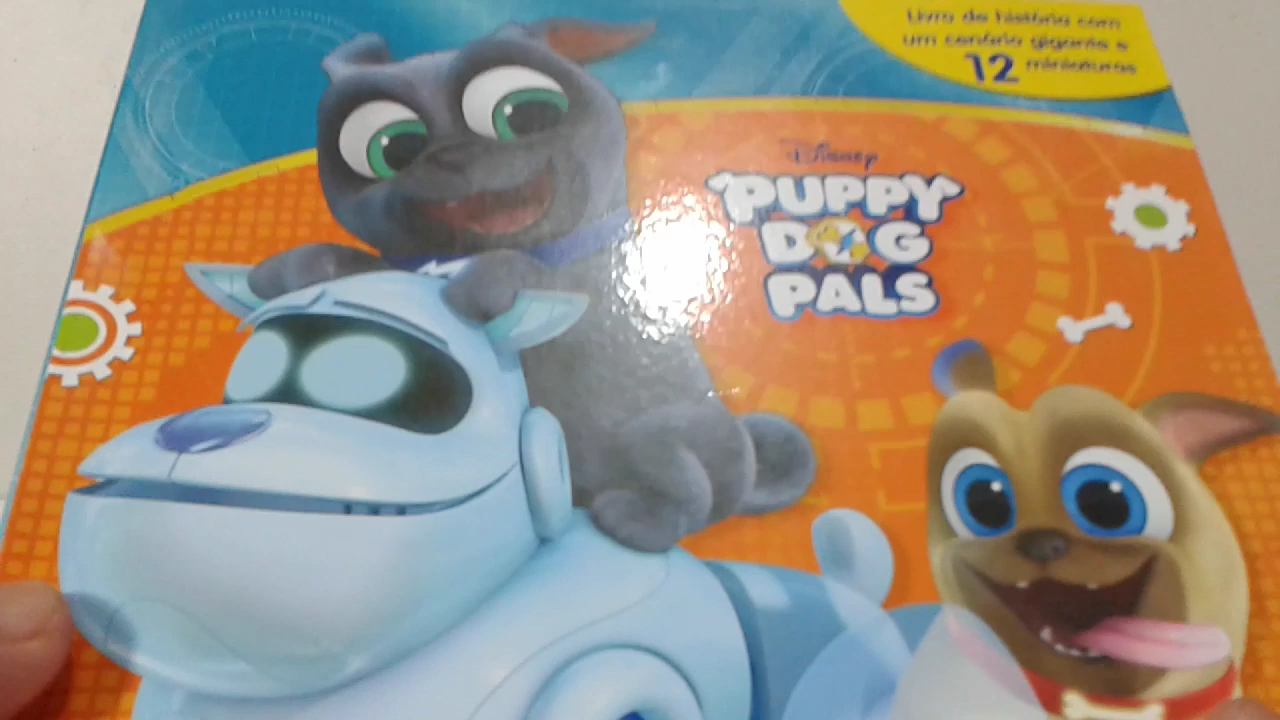 Livro de história com
um cenário gigante e
12 miniaturas
Disney
PUPPY
DOG
PALS